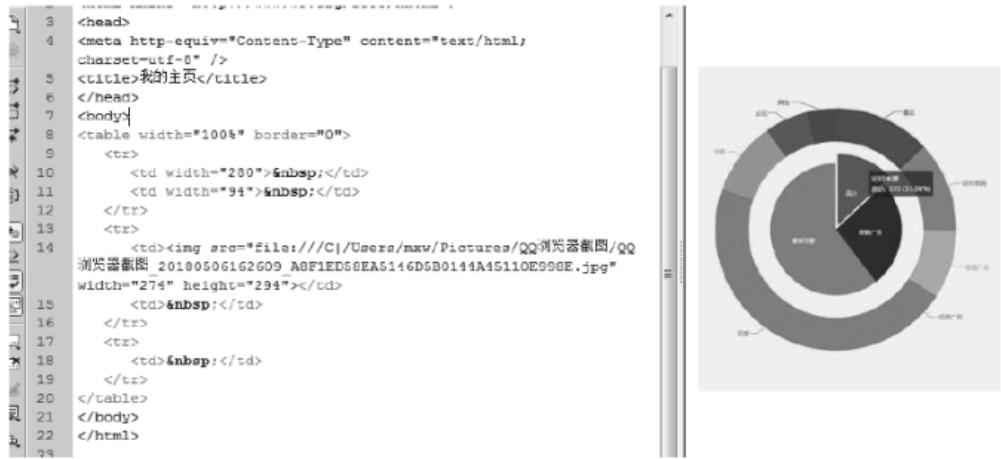 3 <head>
4 <meta http-equiv="Content-Type" content="text/html;
charset=utf-8" />
5 <title>我的主页</title>
6 </head>
7 <body>
8 <table width="100%" border="0">
9 <tr>
10 <td width="280">&nbsp;</td>
11 <td width="94">&nbsp;</td>
12 </tr>
13 <tr>
14 <td><img src="file:///C|/Users/mxw/Pictures/QQ浏览器截图/QQ
浏览器截图_20180506162609_A8F1ED58EA5146D5B0144A45110E998E.jpg"
width="274" height="294"></td>
15 <td>&nbsp;</td>
16 </tr>
17 <tr>
18 <td>&nbsp;</td>
19 </tr>
20 </table>
21 </body>
22 </html>
23